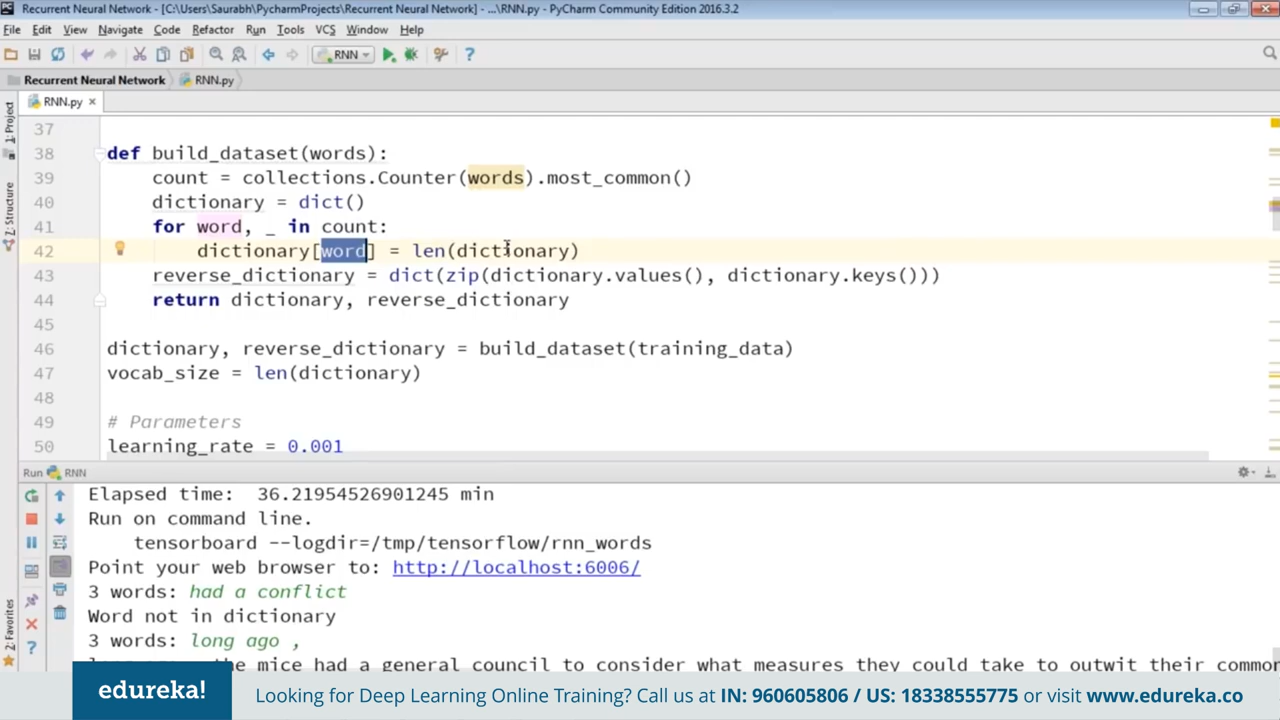 Recurrent Neural Network - [C:\Users\Saurabh\PycharmProjects\Recurrent Neural Network] - ...\RNN.py - PyCharm Community Edition 2016.3.2
File Edit View Navigate Code Refactor Run Tools VCS Window Help
RNN
Recurrent Neural Network RNN.py
RNN.py
1: Project
Z: Structure
2: Favorites
37
38 def build_dataset(words):
39 count = collections.Counter(words).most_common()
40 dictionary = dict()
41 for word, _ in count:
42 dictionary[word] = len(dictionary)
43 reverse_dictionary = dict(zip(dictionary.values(), dictionary.keys()))
44 return dictionary, reverse_dictionary
45
46 dictionary, reverse_dictionary = build_dataset(training_data)
47 vocab_size = len(dictionary)
48
49 # Parameters
50 learning_rate = 0.001
Run RNN
Elapsed time: 36.21954526901245 min
Run on command line.
tensorboard --logdir=/tmp/tensorflow/rnn_words
Point your web browser to: http://localhost:6006/
3 words: had a conflict
Word not in dictionary
3 words: long ago ,
the mice had a general council to consider what measures they could take to outwit their common
edureka! Looking for Deep Learning Online Training? Call us at IN: 960605806 / US: 18338555775 or visit www.edureka.co